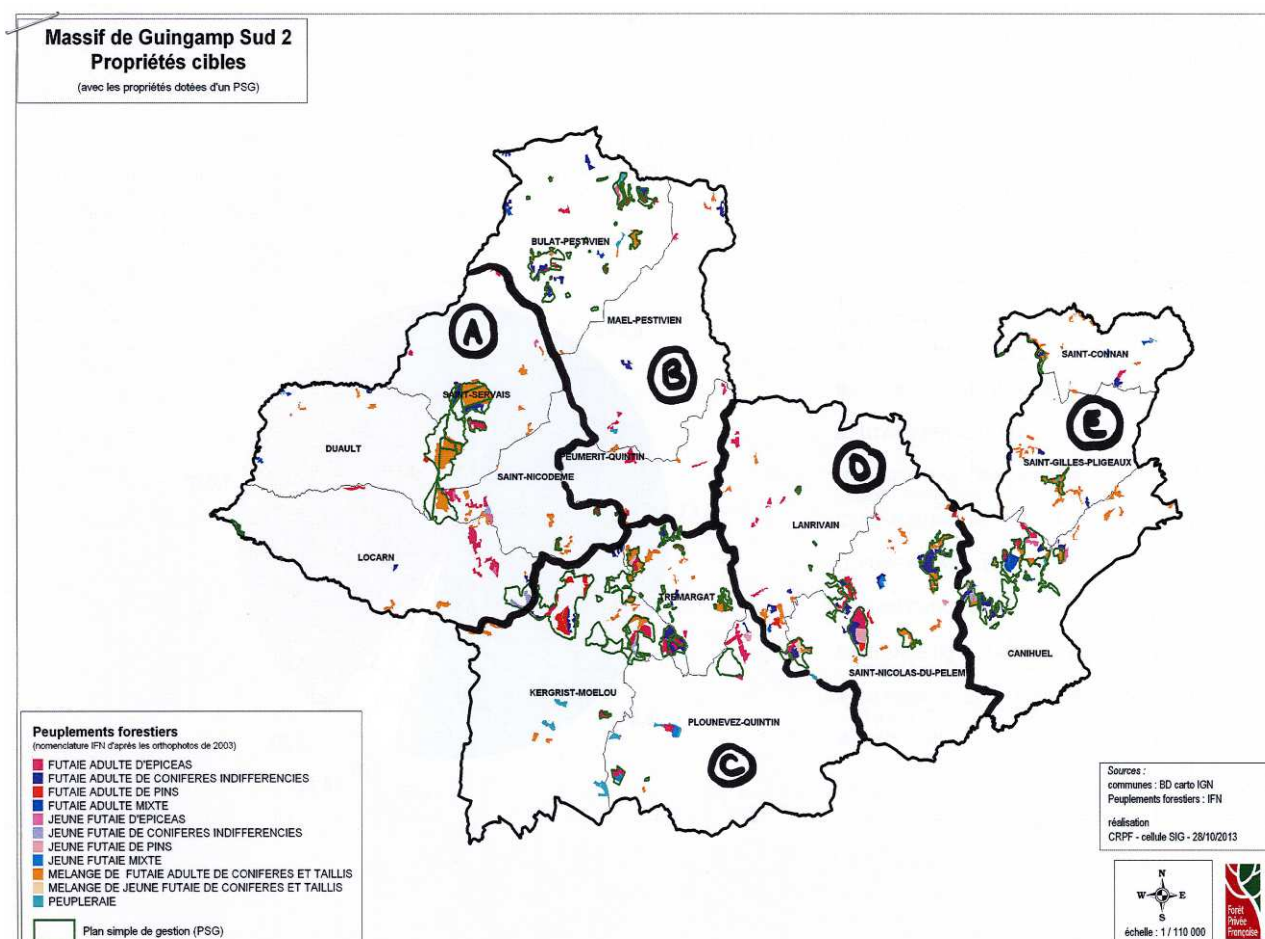 Massif de Guingamp Sud 2
Propriétés cibles
(avec les propriétés dotées d'un PSG)
BULAT-PESTIVIEN
MAEL-PESTIVIEN
A
B
SAINT-CONNAN
SAINT-SERVAIS
E
DUAULT
PEUMERIT-QUINTIN
D
SAINT-GILLES-PLIGEAUX
SAINT-NICODEME
LANRIVAIN
LOCARN
TREMARGAT
CANIHUEL
SAINT-NICOLAS-DU-PELEM
KERGRIST-MOELOU
PLOUNEVEZ-QUINTIN
C
Peuplements forestiers
(nomenclature IFN d'après les orthophotos de 2003)
FUTAIE ADULTE D'EPICEAS
FUTAIE ADULTE DE CONIFERES INDIFFERENCIES
FUTAIE ADULTE DE PINS
FUTAIE ADULTE MIXTE
JEUNE FUTAIE D'EPICEAS
JEUNE FUTAIE DE CONIFERES INDIFFERENCIES
JEUNE FUTAIE DE PINS
JEUNE FUTAIE MIXTE
MELANGE DE FUTAIE ADULTE DE CONIFERES ET TAILLIS
MELANGE DE JEUNE FUTAIE DE CONIFERES ET TAILLIS
PEUPLERAIE
Plan simple de gestion (PSG)
Sources :
communes : BD carto IGN
Peuplements forestiers : IFN
réalisation
CRPF - cellule SIG - 28/10/2013
N
W E
S
échelle : 1 / 110 000
Forêt
Privée
Française